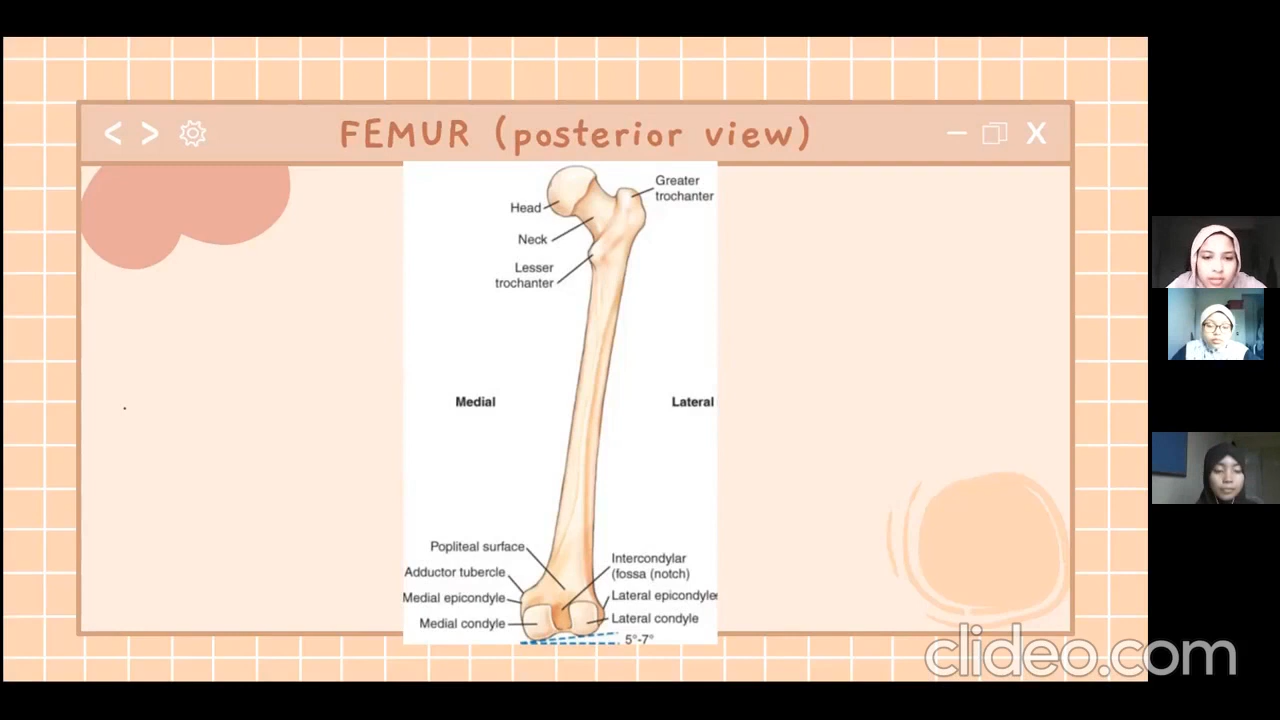 < >
FEMUR (posterior view)
X
Greater
trochanter
Head
Neck
Lesser
trochanter
Medial
Lateral
Popliteal surface
Adductor tubercle
Medial epicondyle
Medial condyle
Intercondylar
(fossa (notch)
Lateral epicondyle
Lateral condyle
5°-7°
clideo.com